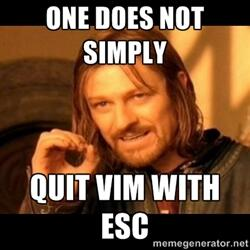 ONE DOES NOT
SIMPLY
QUIT VIM WITH
ESC
memegenerator.net